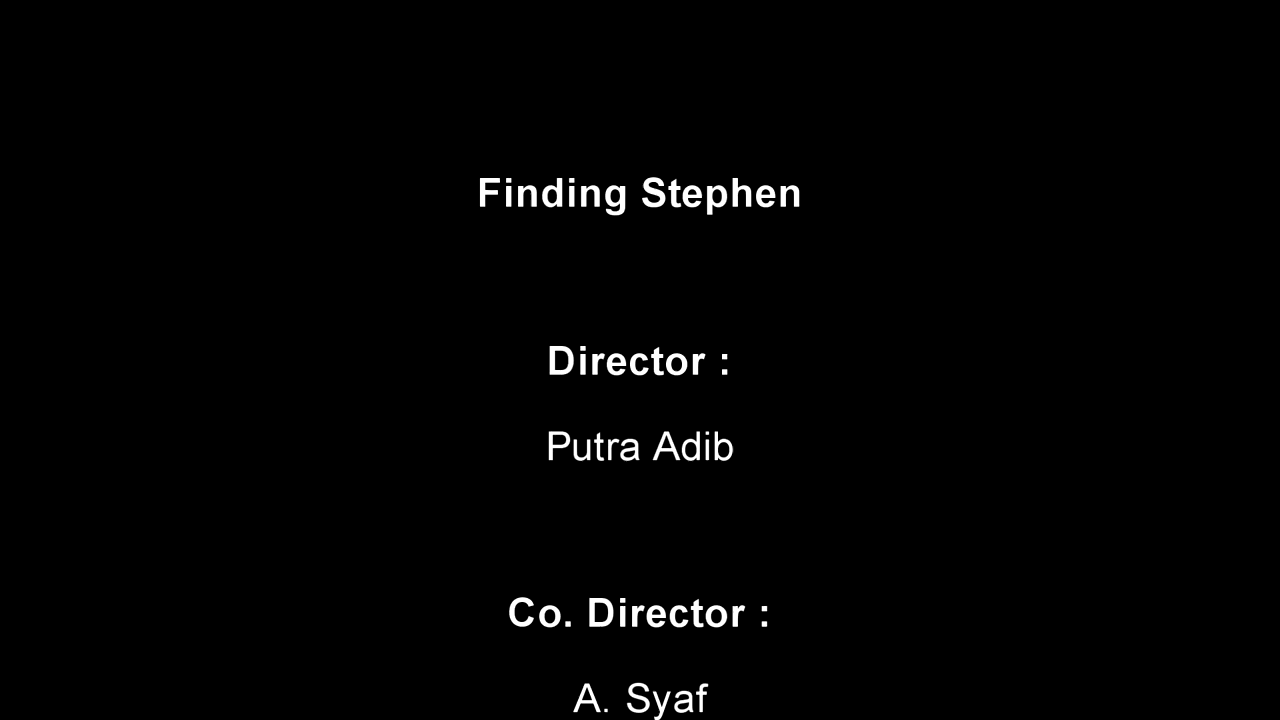 Finding Stephen
Director :
Putra Adib
Co. Director :
A. Syaf